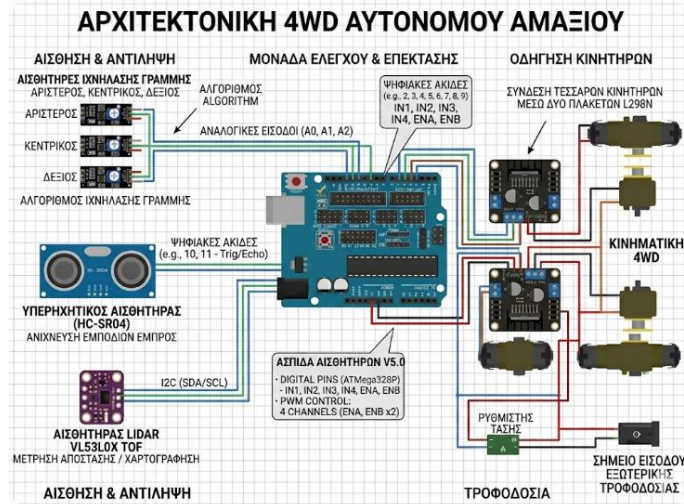 ΑΡΧΙΤΕΚΤΟΝΙΚΗ 4WD ΑΥΤΟΝΟΜΟΥ ΑΜΑΞΙΟΥ
ΑΙΣΘΗΣΗ & ΑΝΤΙΛΗΨΗ
ΑΙΣΘΗΤΗΡΕΣ ΙΧΝΗΛΑΣΗΣ ΓΡΑΜΜΗΣ
ΑΡΙΣΤΕΡΟΣ, ΚΕΝΤΡΙΚΟΣ, ΔΕΞΙΟΣ
ΑΡΙΣΤΕΡΟΣ
ΚΕΝΤΡΙΚΟΣ
ΔΕΞΙΟΣ
ΑΛΓΟΡΙΘΜΟΣ ΙΧΝΗΛΑΣΗΣ ΓΡΑΜΜΗΣ
ΑΛΓΟΡΙΘΜΟΣ
ALGORITHM
ΑΝΑΛΟΓΙΚΕΣ ΕΙΣΟΔΟΙ (A0, A1, A2)
ΜΟΝΑΔΑ ΕΛΕΓΧΟΥ & ΕΠΕΚΤΑΣΗΣ
ΨΗΦΙΑΚΕΣ ΑΚΙΔΕΣ
(e.g., 2, 3, 4, 5, 6, 7, 8, 9)
IN1, IN2, IN3,
IN4, ENA, ENB
ΟΔΗΓΗΣΗ ΚΙΝΗΤΗΡΩΝ
ΣΥΝΔΕΣΗ ΤΕΣΣΑΡΩΝ ΚΙΝΗΤΗΡΩΝ
ΜΕΣΩ ΔΥΟ ΠΛΑΚΕΤΩΝ L298N
ΚΙΝΗΜΑΤΙΚΗ
4WD
ΨΗΦΙΑΚΕΣ ΑΚΙΔΕΣ
(e.g., 10, 11 - Trig/Echo)
HC-SR04
ΥΠΕΡΗΧΗΤΙΚΟΣ ΑΙΣΘΗΤΗΡΑΣ
(HC-SR04)
ΑΝΙΧΝΕΥΣΗ ΕΜΠΟΔΙΩΝ ΕΜΠΡΟΣ
I2C (SDA/SCL)
ΑΙΣΘΗΤΗΡΑΣ LIDAR
VL53L0X TOF
ΜΕΤΡΗΣΗ ΑΠΟΣΤΑΣΗΣ / ΧΑΡΤΟΓΡΑΦΗΣΗ
ΑΣΠΙΔΑ ΑΙΣΘΗΤΗΡΩΝ V5.0
- DIGITAL PINS (ATMega328P)
- IN1, IN2, IN3, IN4, ENA, ENB
- PWM CONTROL:
4 CHANNELS (ENA, ENB x2)
ΡΥΘΜΙΣΤΗΣ
ΤΑΣΗΣ
ΣΗΜΕΙΟ ΕΙΣΟΔΟΥ
ΕΞΩΤΕΡΙΚΗΣ
ΤΡΟΦΟΔΟΣΙΑΣ
ΑΙΣΘΗΣΗ & ΑΝΤΙΛΗΨΗ
ΤΡΟΦΟΔΟΣΙΑ